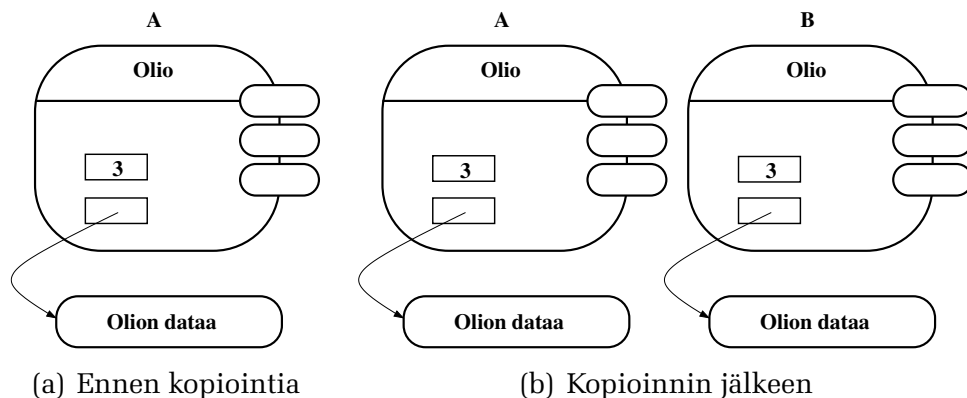 A A B
Olio Olio Olio
3 3 3
Olion dataa Olion dataa Olion dataa
(a) Ennen kopiointia (b) Kopioinnin jälkeen